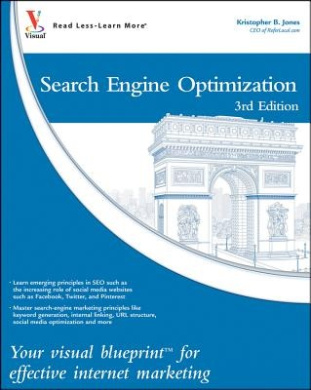 Visual
Read Less-Learn More®
Kristopher B. Jones
CEO of ReferLocal.com
Search Engine Optimization
3rd Edition
• Learn emerging principles in SEO such as
the increasing role of social media websites
such as Facebook, Twitter, and Pinterest
• Master search-engine marketing principles like
keyword generation, internal linking, URL structure,
social media optimization and more
Your visual blueprint™ for
effective internet marketing